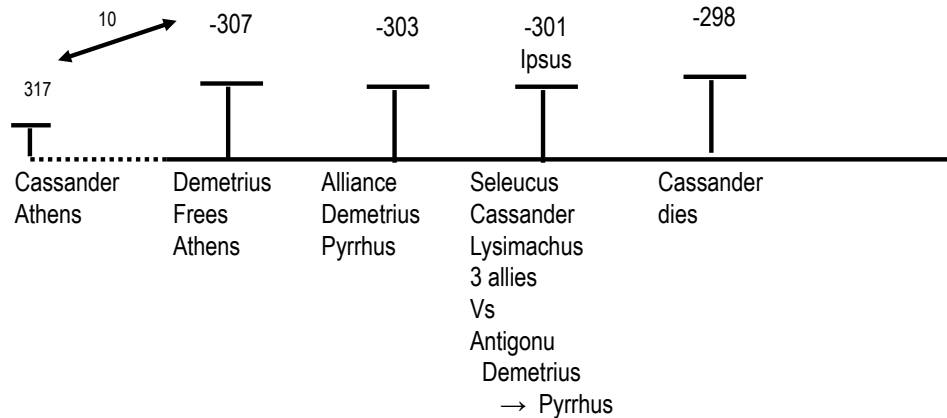 10
317
-307
-303
-301
Ipsus
-298
Cassander
Athens
Demetrius
Frees
Athens
Alliance
Demetrius
Pyrrhus
Seleucus
Cassander
Lysimachus
3 allies
Vs
Antigonu
Demetrius
→ Pyrrhus
Cassander
dies